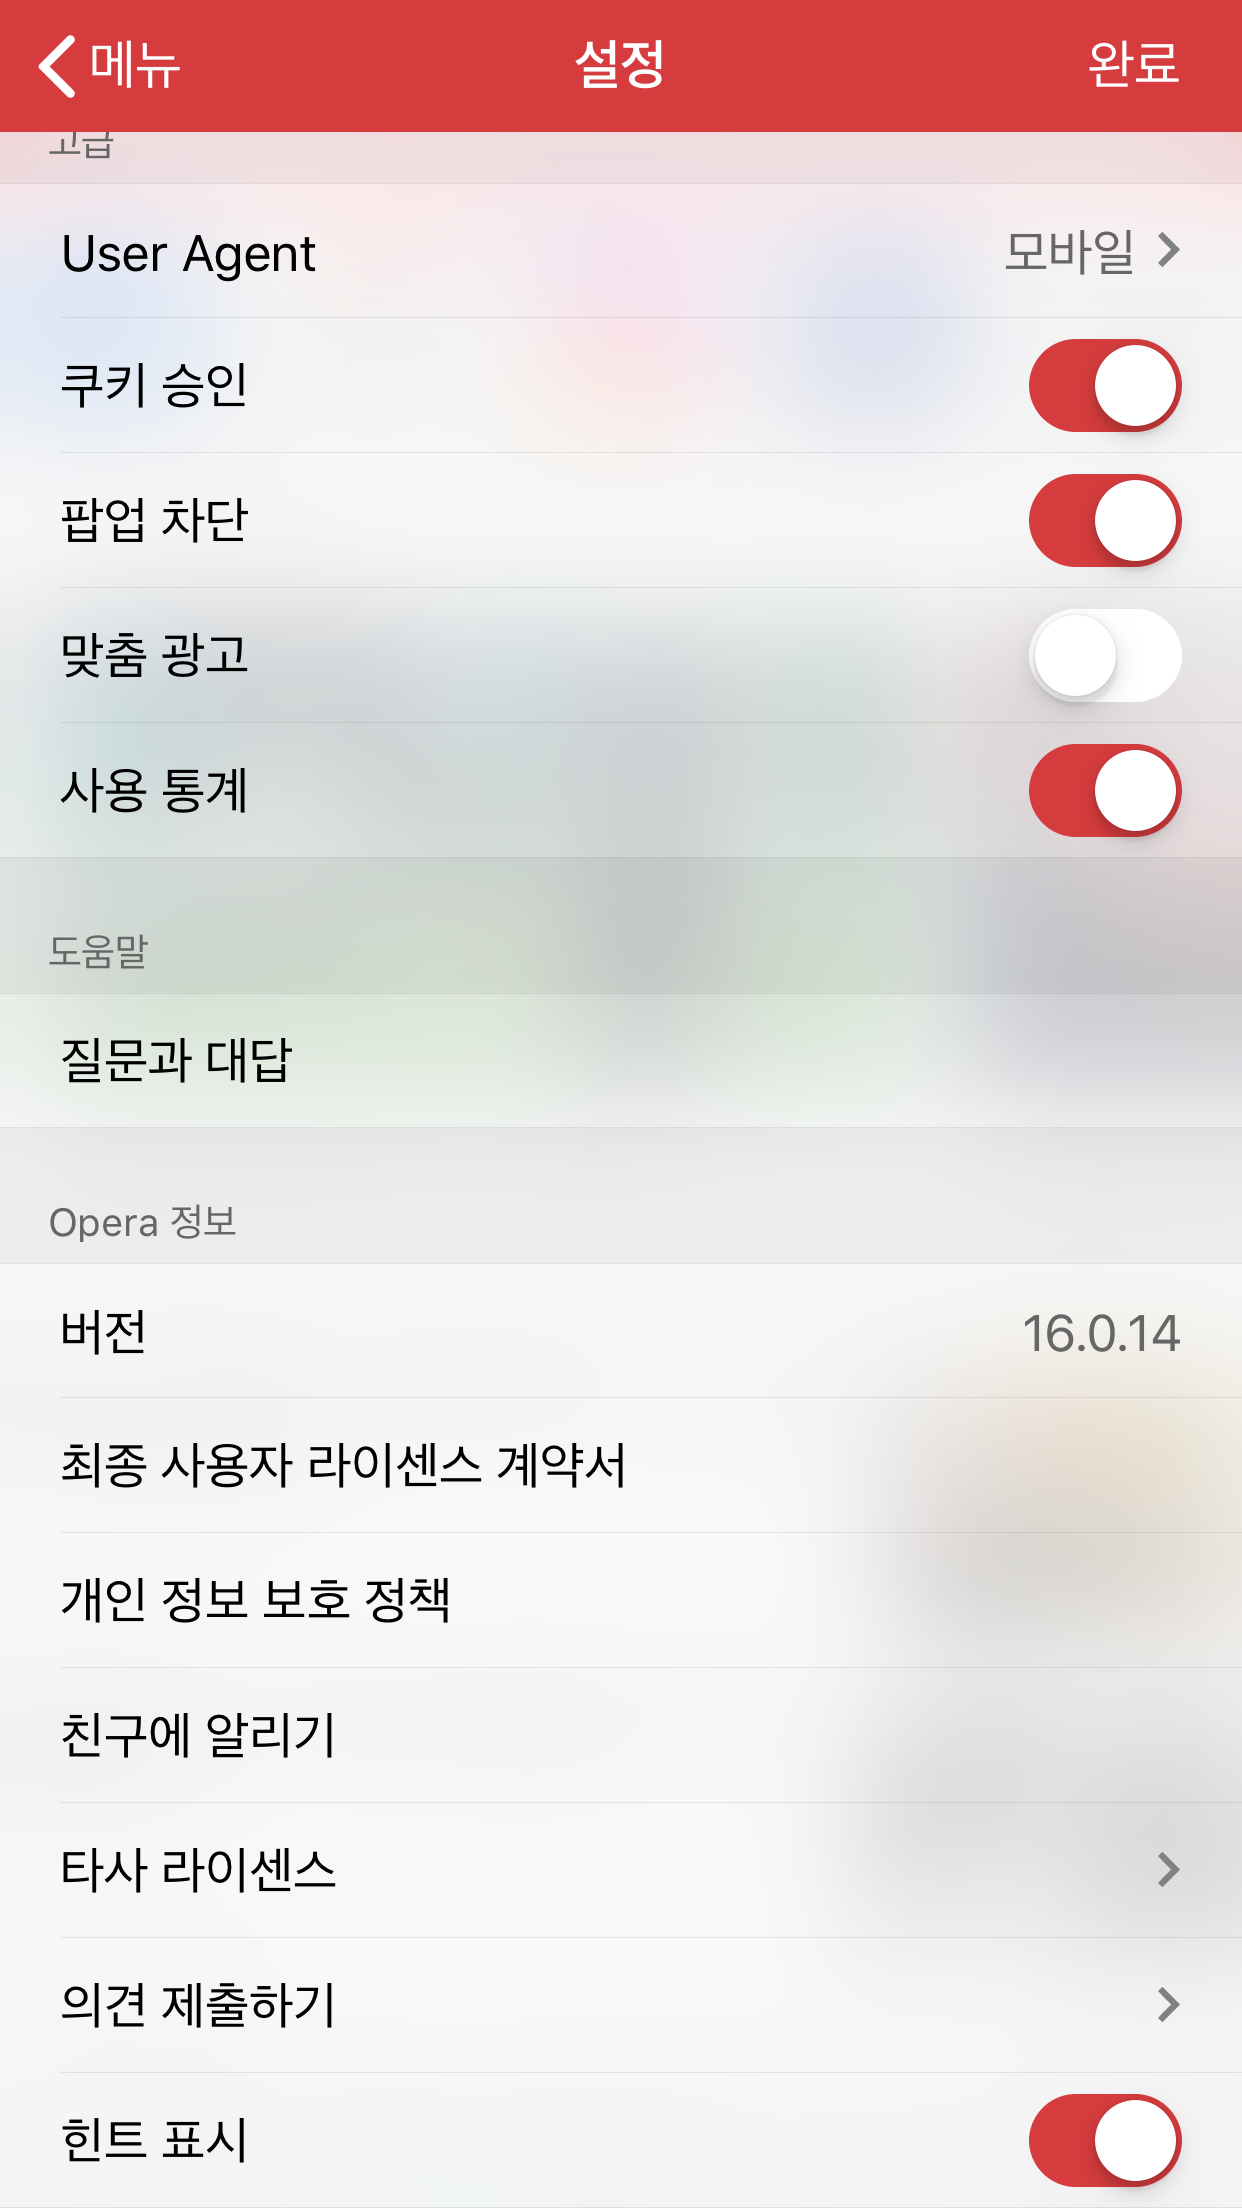 메뉴
설정
완료
고급
User Agent
모바일
쿠키 승인
팝업 차단
맞춤 광고
사용 통계
도움말
질문과 대답
Opera 정보
버전
16.0.14
최종 사용자 라이센스 계약서
개인 정보 보호 정책
친구에 알리기
타사 라이센스
의견 제출하기
힌트 표시